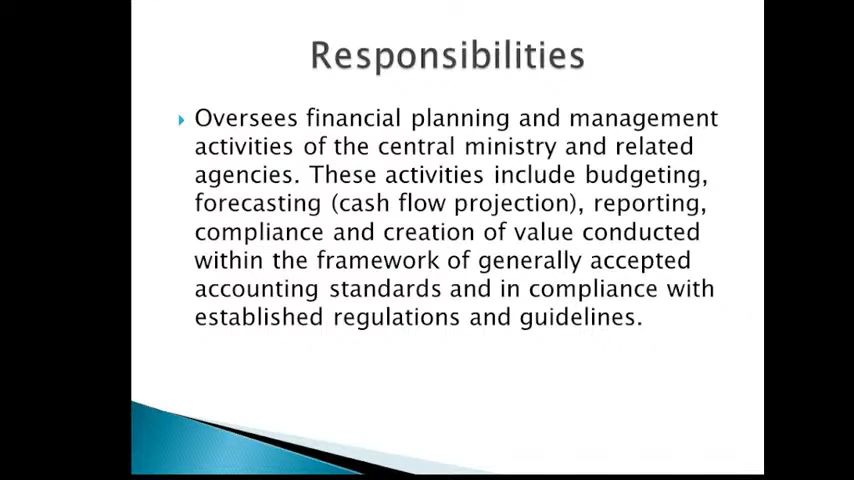 Responsibilities
Oversees financial planning and management
activities of the central ministry and related
agencies. These activities include budgeting,
forecasting (cash flow projection), reporting,
compliance and creation of value conducted
within the framework of generally accepted
accounting standards and in compliance with
established regulations and guidelines.